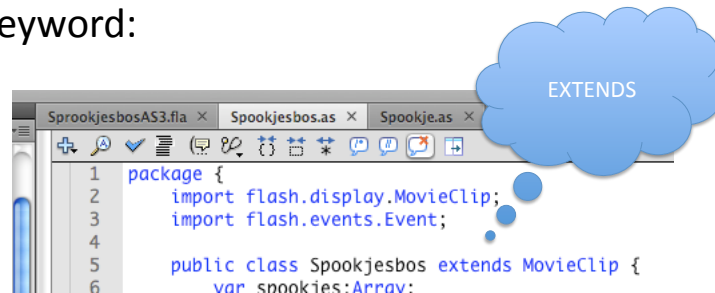 eyword:
EXTENDS
SprookjesbosAS3.fla × Spookjesbos.as × Spookje.as ×
1 package {
2 import flash.display.MovieClip;
3 import flash.events.Event;
4
5 public class Spookjesbos extends MovieClip {
6 var spookjes:Array;